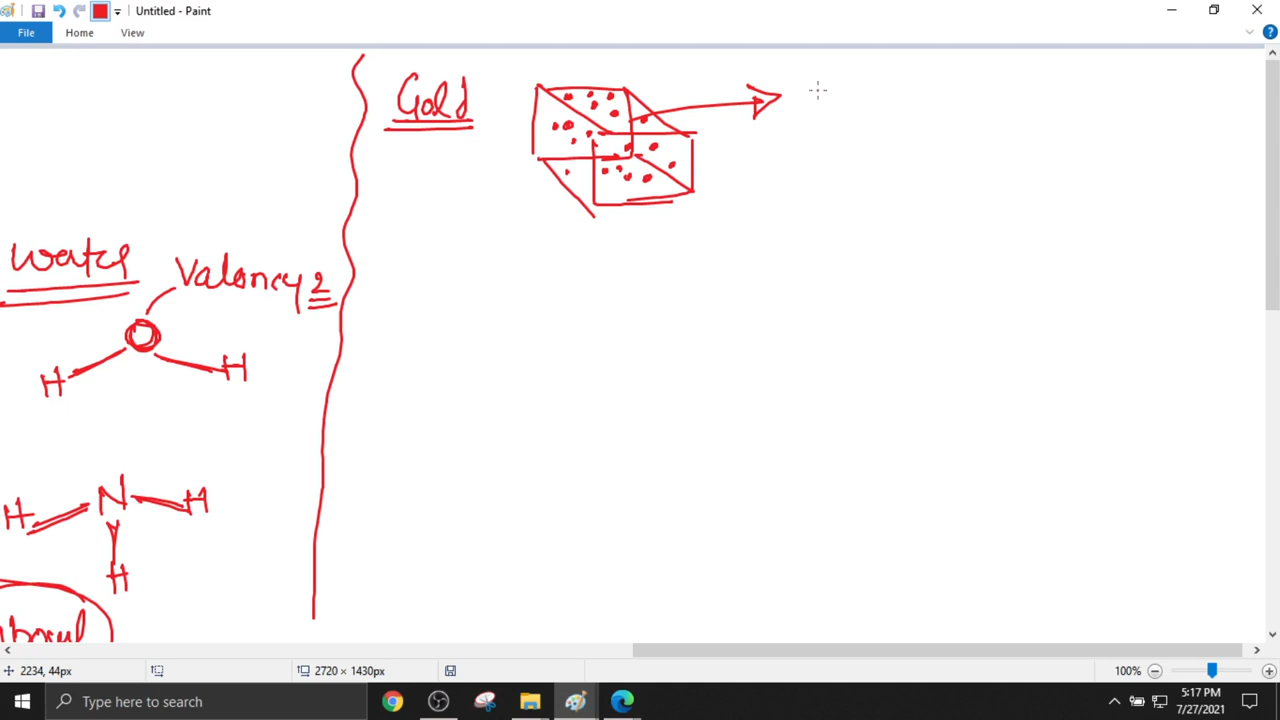 Untitled - Paint
File Home View
Gold
water
Valency 2
O
H H
H N H
H
2234, 44px
2720 × 1430px
100%
Type here to search
5:17 PM
7/27/2021